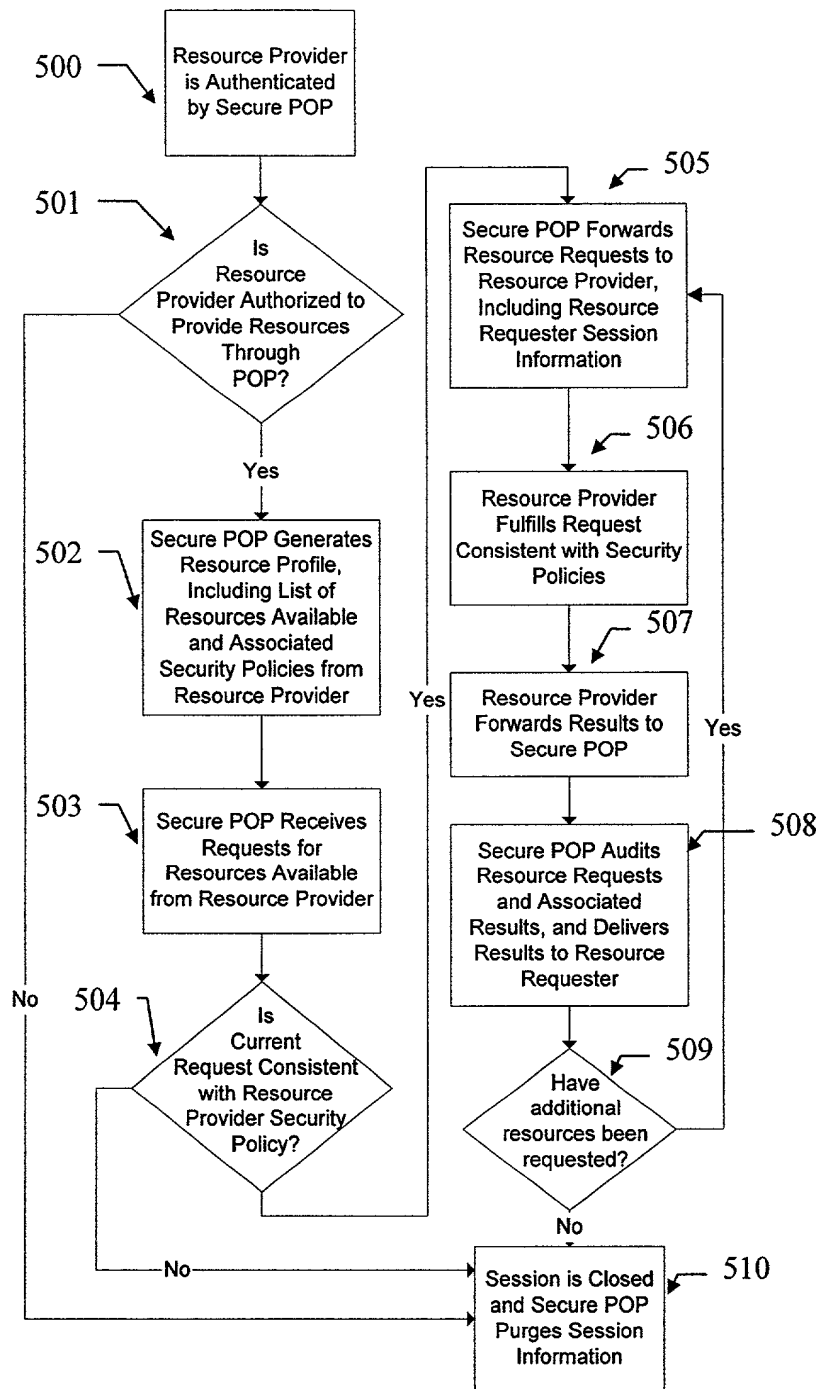 500
Resource Provider
is Authenticated
by Secure POP
501
Is
Resource
Provider Authorized to
Provide Resources
Through
POP?
Yes
502
Secure POP Generates
Resource Profile,
Including List of
Resources Available
and Associated
Security Policies from
Resource Provider
503
Secure POP Receives
Requests for
Resources Available
from Resource Provider
No
504
Is
Current
Request Consistent
with Resource
Provider Security
Policy?
No
Yes
505
Secure POP Forwards
Resource Requests to
Resource Provider,
Including Resource
Requester Session
Information
506
Resource Provider
Fulfills Request
Consistent with Security
Policies
507
Resource Provider
Forwards Results to
Secure POP
Yes
508
Secure POP Audits
Resource Requests
and Associated
Results, and Delivers
Results to Resource
Requester
509
Have
additional
resources been
requested?
No
510
Session is Closed
and Secure POP
Purges Session
Information